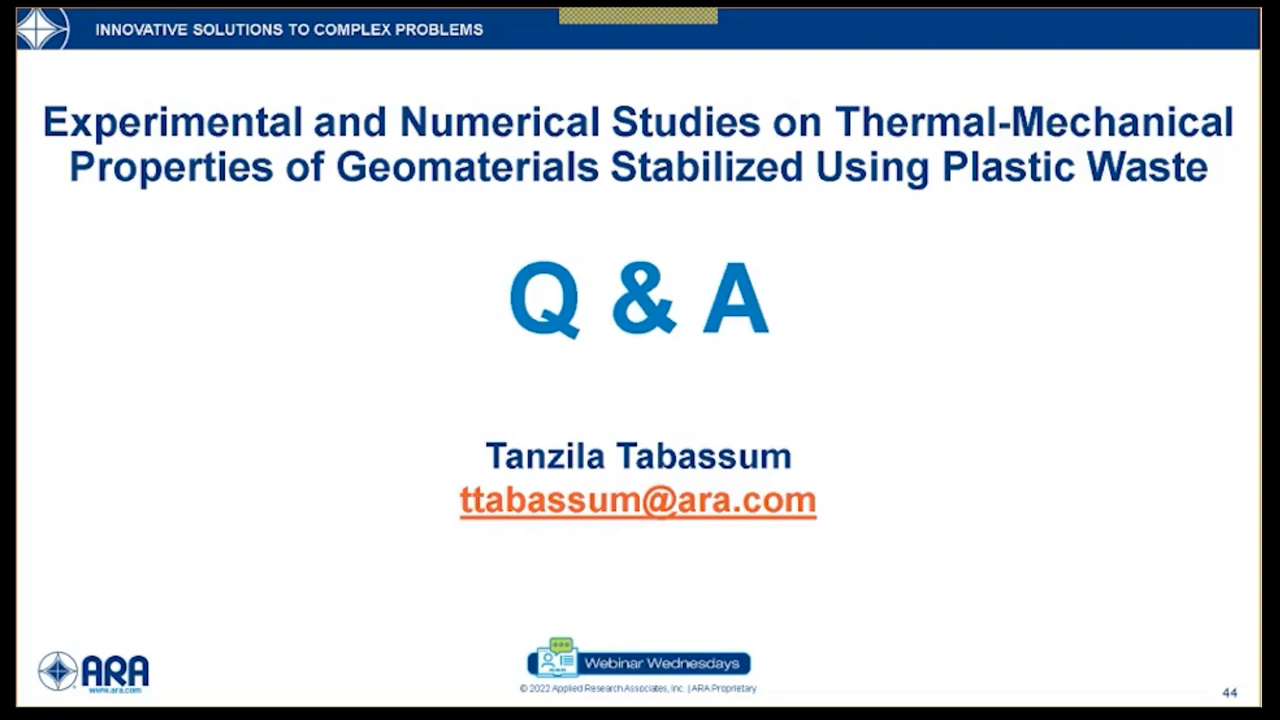 INNOVATIVE SOLUTIONS TO COMPLEX PROBLEMS
Experimental and Numerical Studies on Thermal-Mechanical
Properties of Geomaterials Stabilized Using Plastic Waste
Q & A
Tanzila Tabassum
ttabassum@ara.com
ARA
www.ara.com
Webinar Wednesdays
© 2022 Applied Research Associates, Inc. | ARA Proprietary
44